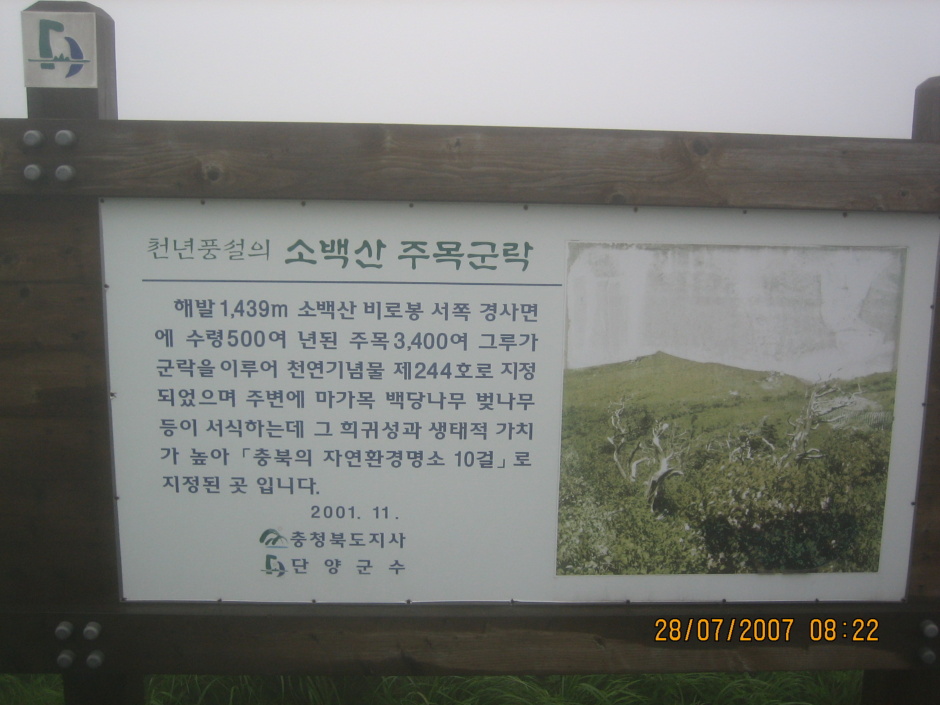 천년풍설의 소백산 주목군락
해발 1,439m 소백산 비로봉 서쪽 경사면
에 수령500여 년된 주목3,400여 그루가
군락을이루어 천연기념물 제244호로 지정
되었으며 주변에 마가목 백당나무 벚나무
등이 서식하는데 그 희귀성과 생태적 가치
가 높아 「충북의 자연환경명소 10걸」로
지정된 곳 입니다.
2001. 11.
충청북도지사
단 양 군 수
28/07/2007 08:22